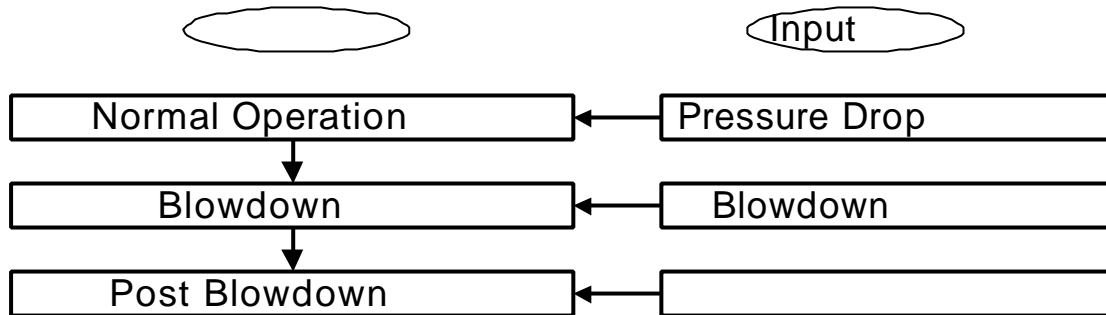 Input
Normal Operation
Pressure Drop
Blowdown
Blowdown
Post Blowdown